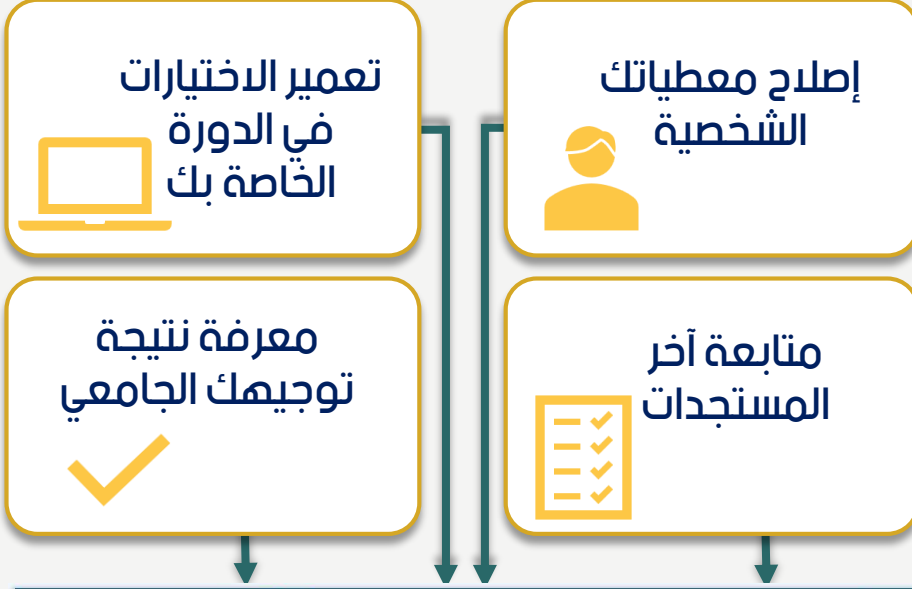 إصلاح معطياتك
الشخصية
تعمير الاختيارات
في الدورة
الخاصة بك
متابعة آخر
المستجدات
معرفة نتيجة
توجيهك الجامعي